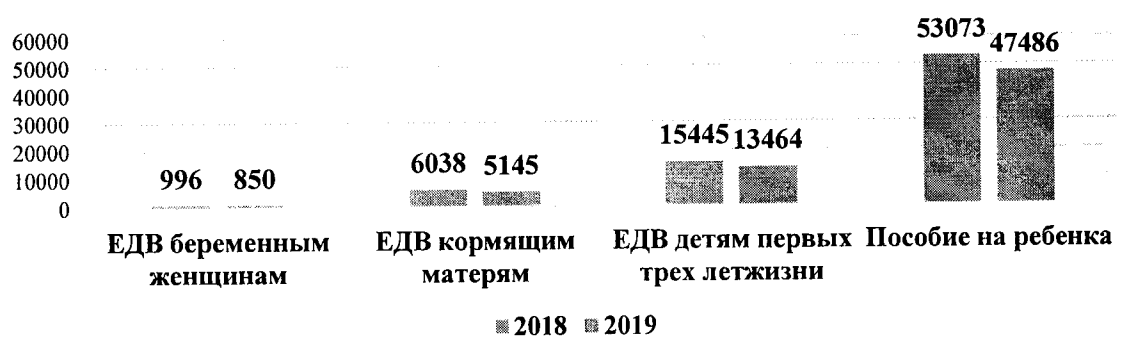 60000
50000
40000
30000
20000
10000
0
996 850
6038 5145
15445 13464
53073 47486
ЕДВ беременным
женщинам
ЕДВ кормящим
матерям
ЕДВ детям первых
трех летжизни
Пособие на ребенка
2018 2019